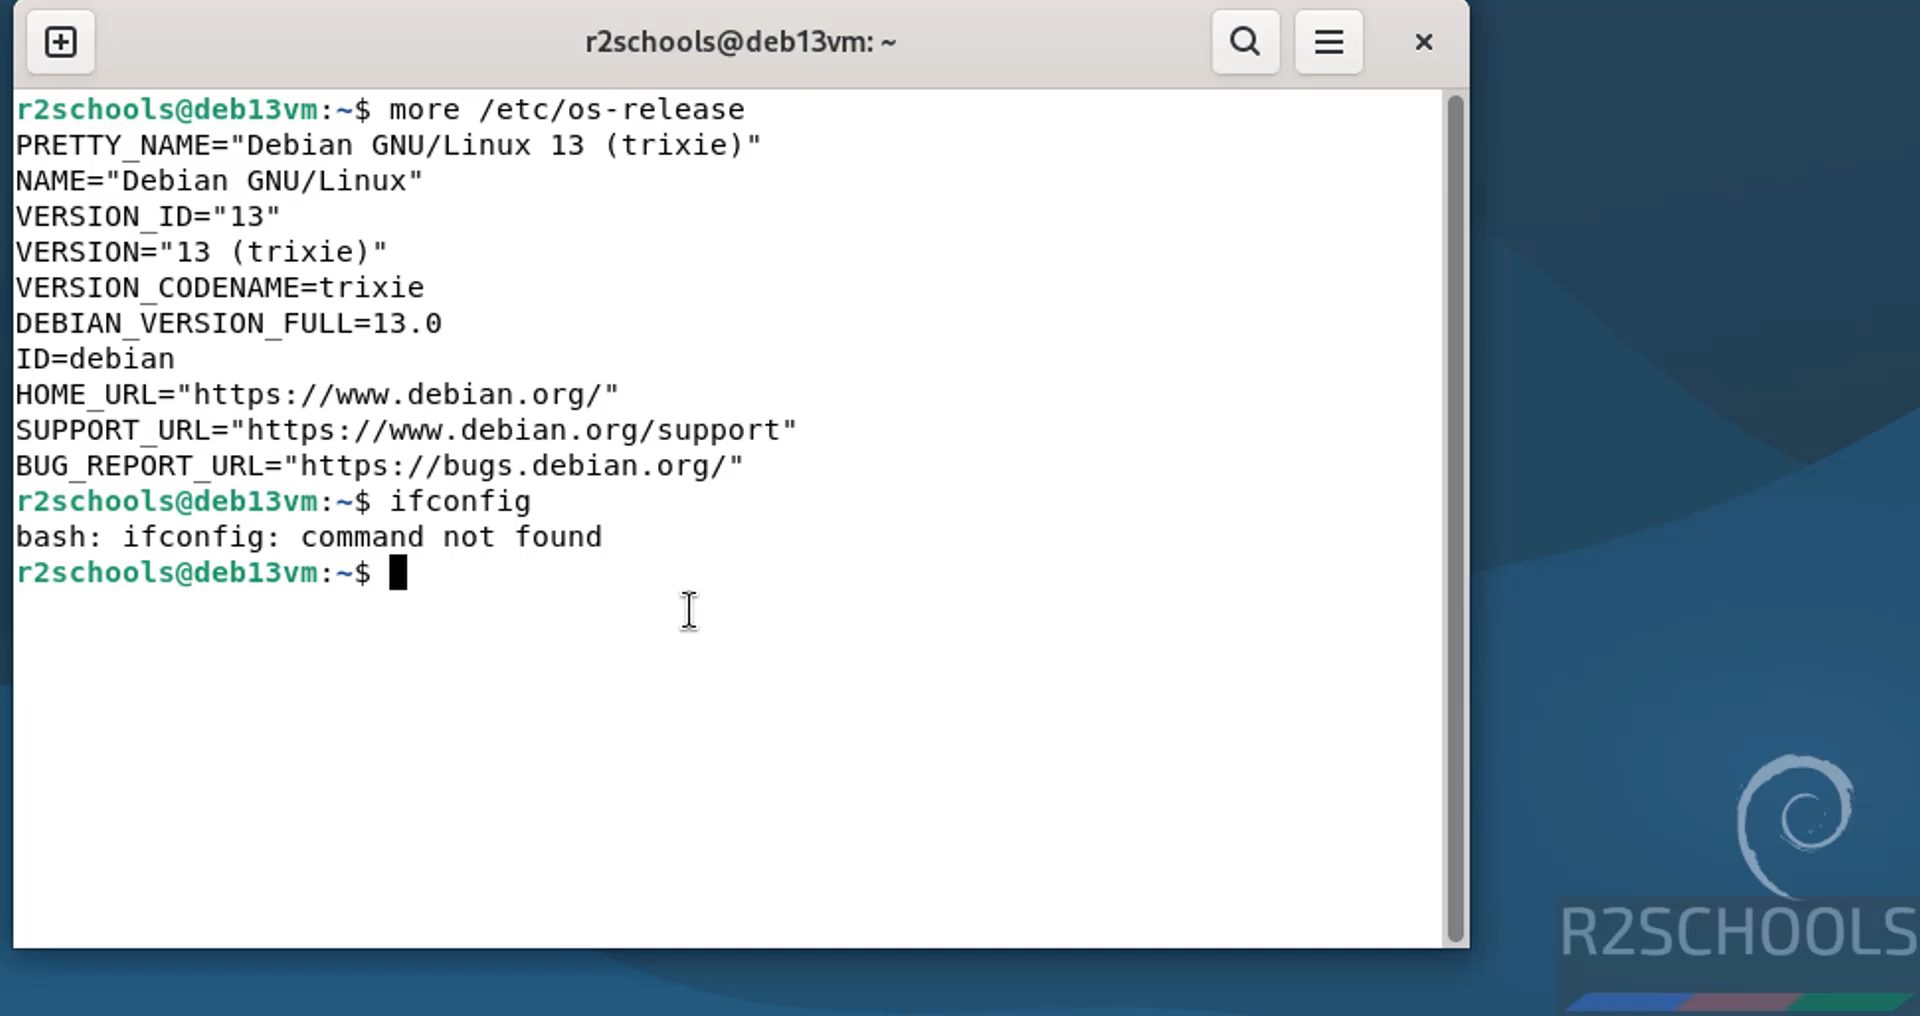 r2schools@deb13vm: ~
r2schools@deb13vm:~$ more /etc/os-release
PRETTY_NAME="Debian GNU/Linux 13 (trixie)"
NAME="Debian GNU/Linux"
VERSION_ID="13"
VERSION="13 (trixie)"
VERSION_CODENAME=trixie
DEBIAN_VERSION_FULL=13.0
ID=debian
HOME_URL="https://www.debian.org/"
SUPPORT_URL="https://www.debian.org/support"
BUG_REPORT_URL="https://bugs.debian.org/"
r2schools@deb13vm:~$ ifconfig
bash: ifconfig: command not found
r2schools@deb13vm:~$
R2SCHOOLS